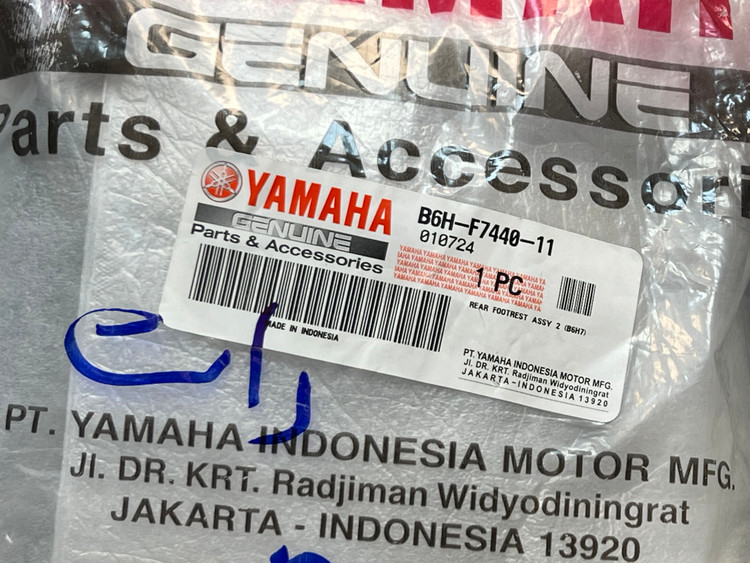 GENUINE
Parts & Accessori
YAMAHA
GENUINE
Parts & Accessories
B6H-F7440-11
010724
1 PC
REAR FOOTREST ASSY 2 (B6H7)
MADE IN INDONESIA
PT. YAMAHA INDONESIA MOTOR MFG.
Jl. DR. KRT. Radjiman Widyodiningrat
JAKARTA-INDONESIA 13920
PT. YAMAHA INDONESIA MOTOR MFG.
Jl. DR. KRT. Radjiman Widyodiningrat
JAKARTA - INDONESIA 13920